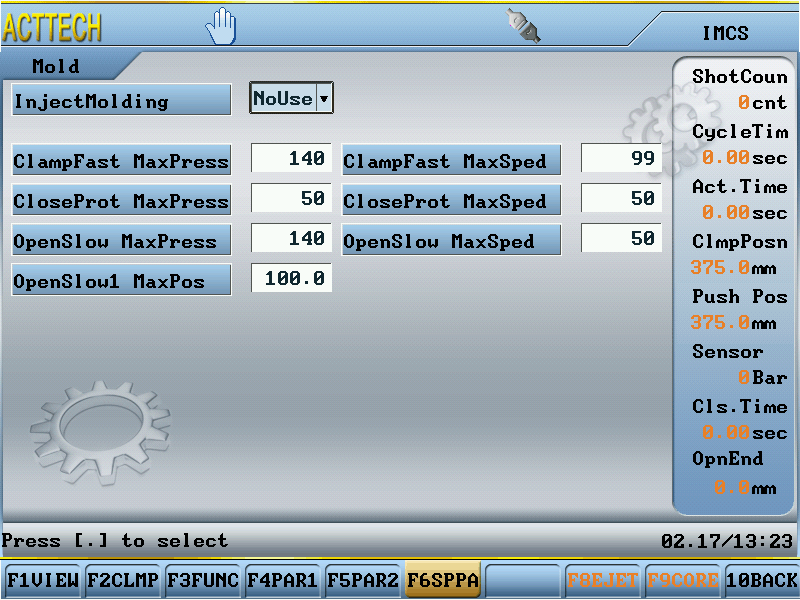 ACTTECH
IMCS
Mold
InjectMolding NoUse
ClampFast MaxPress 140 ClampFast MaxSped 99
CloseProt MaxPress 50 CloseProt MaxSped 50
OpenSlow MaxPress 140 OpenSlow MaxSped 50
OpenSlow1 MaxPos 100.0
ShotCoun
0cnt
CycleTim
0.00sec
Act.Time
0.00sec
ClmpPosn
375.0mm
Push Pos
375.0mm
Sensor
0Bar
Cls.Time
0.00sec
OpnEnd
0.0mm
Press [.] to select 02.17/13:23
F1VIEW F2CLMP F3FUNC F4PAR1 F5PAR2 F6SPPA F8EJET F9CORE 10BACK